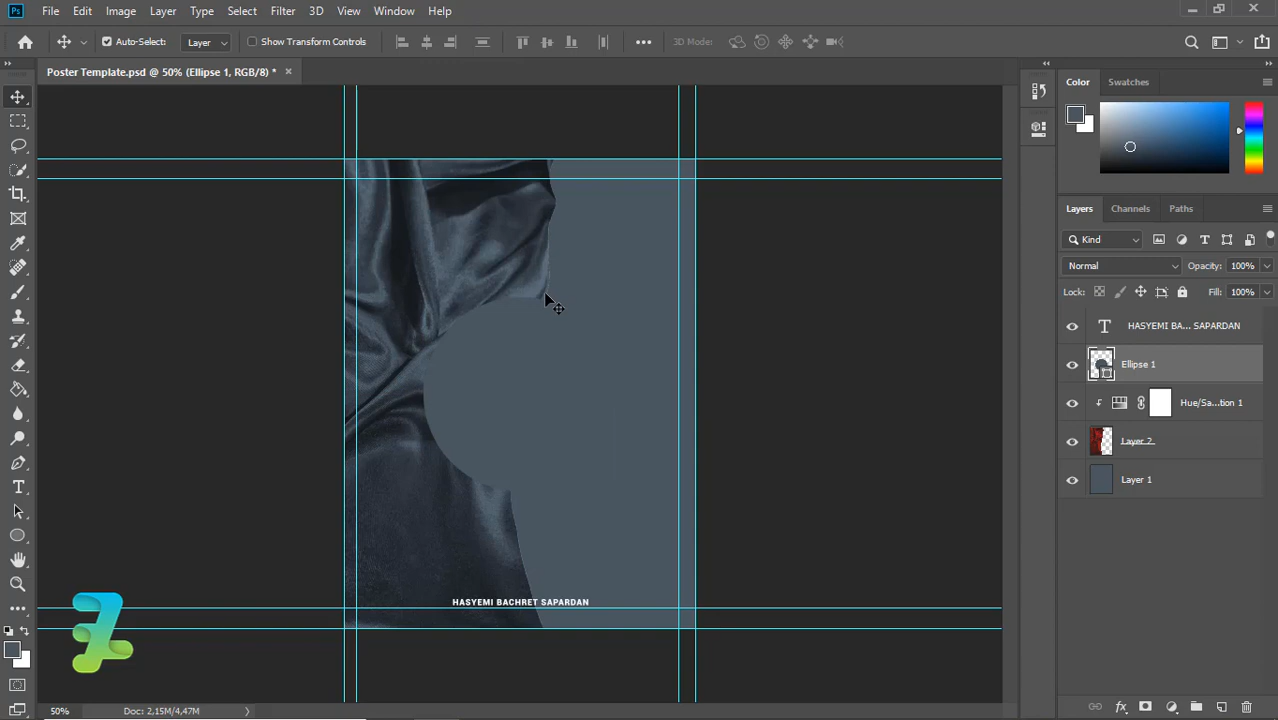 Ps File Edit Image Layer Type Select Filter 3D View Window Help
Auto-Select: Layer Show Transform Controls 3D Mode:
Poster Template.psd @ 50% (Ellipse 1, RGB/8) *
Color Swatches
Layers Channels Paths
Kind
Normal Opacity: 100%
Lock: Fill: 100%
HASYEMI BA... SAPARDAN
Ellipse 1
Hue/Sa...tion 1
Layer 2
Layer 1
HASYEMI BACHRET SAPARDAN
50% Doc: 2,15M/4,47M